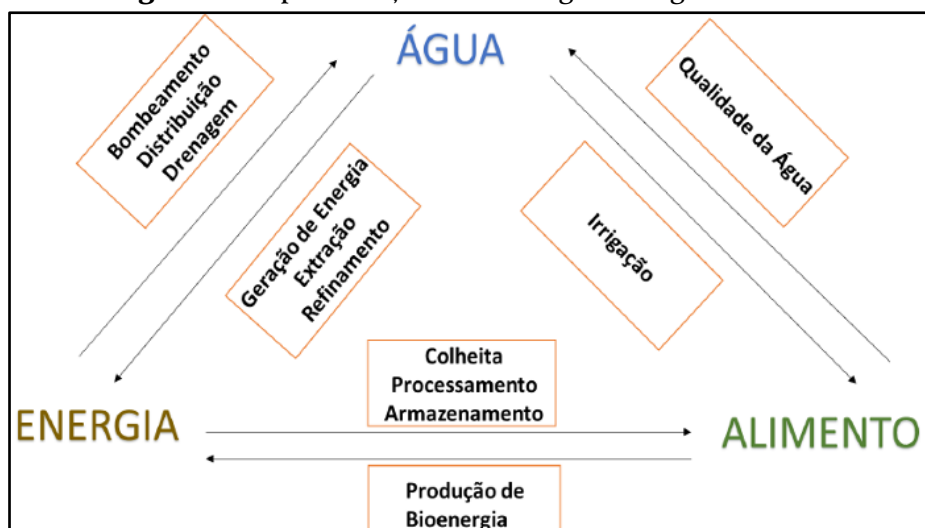 ÁGUA
Bombeamento
Distribuição
Drenagem
Qualidade da Água
Geração de Energia
Extração
Refinamento
Irrigação
Colheita
Processamento
Armazenamento
ENERGIA
ALIMENTO
Produção de
Bioenergia